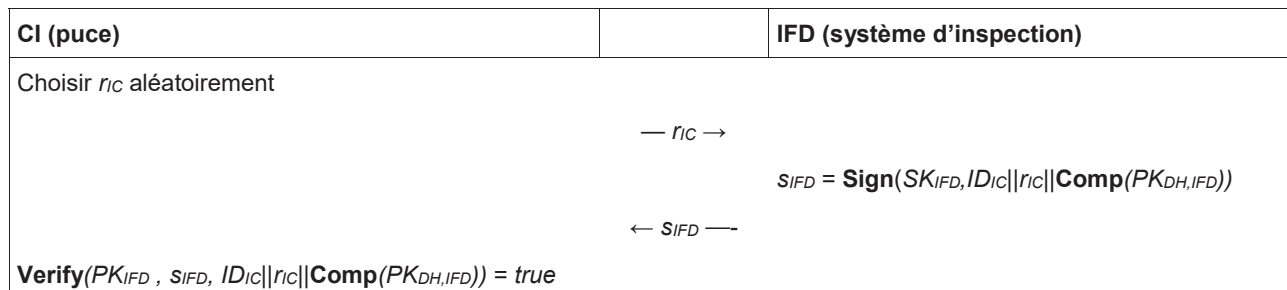 CI (puce) IFD (système d’inspection)
Choisir rIC aléatoirement
— rIC →
sIFD = Sign(SKIFD,IDIC||rIC||Comp(PKDH,IFD))
← sIFD —-
Verify(PKIFD , sIFD, IDIC||rIC||Comp(PKDH,IFD)) = true